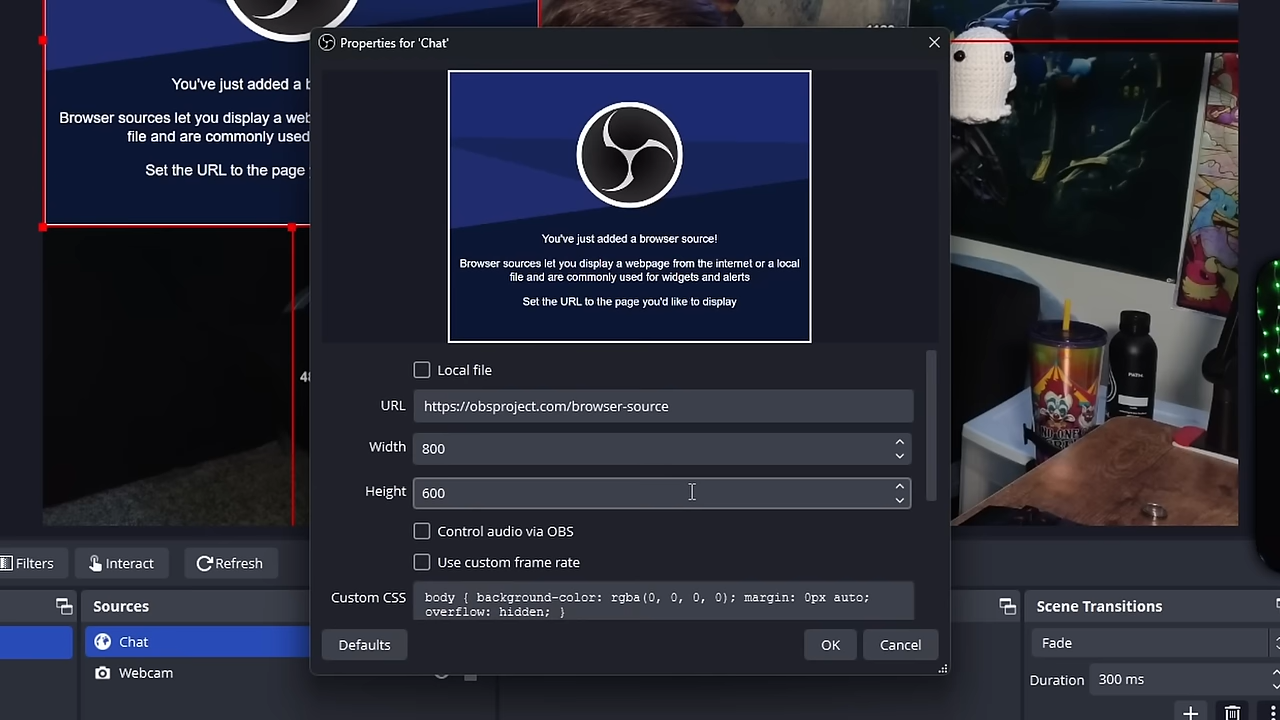 Properties for 'Chat'
You've just added a b
Browser sources let you display a web
file and are commonly used
Set the URL to the page
You've just added a browser source!
Browser sources let you display a webpage from the internet or a local
file and are commonly used for widgets and alerts
Set the URL to the page you'd like to display
Local file
URL
https://obsproject.com/browser-source
Width
800
Height
600
Control audio via OBS
Use custom frame rate
Custom CSS
body { background-color: rgba(0, 0, 0, 0); margin: 0px auto;
overflow: hidden; }
Defaults
OK
Cancel
Filters
Interact
Refresh
Sources
Chat
Webcam
Scene Transitions
Fade
Duration
300 ms
NO ONE